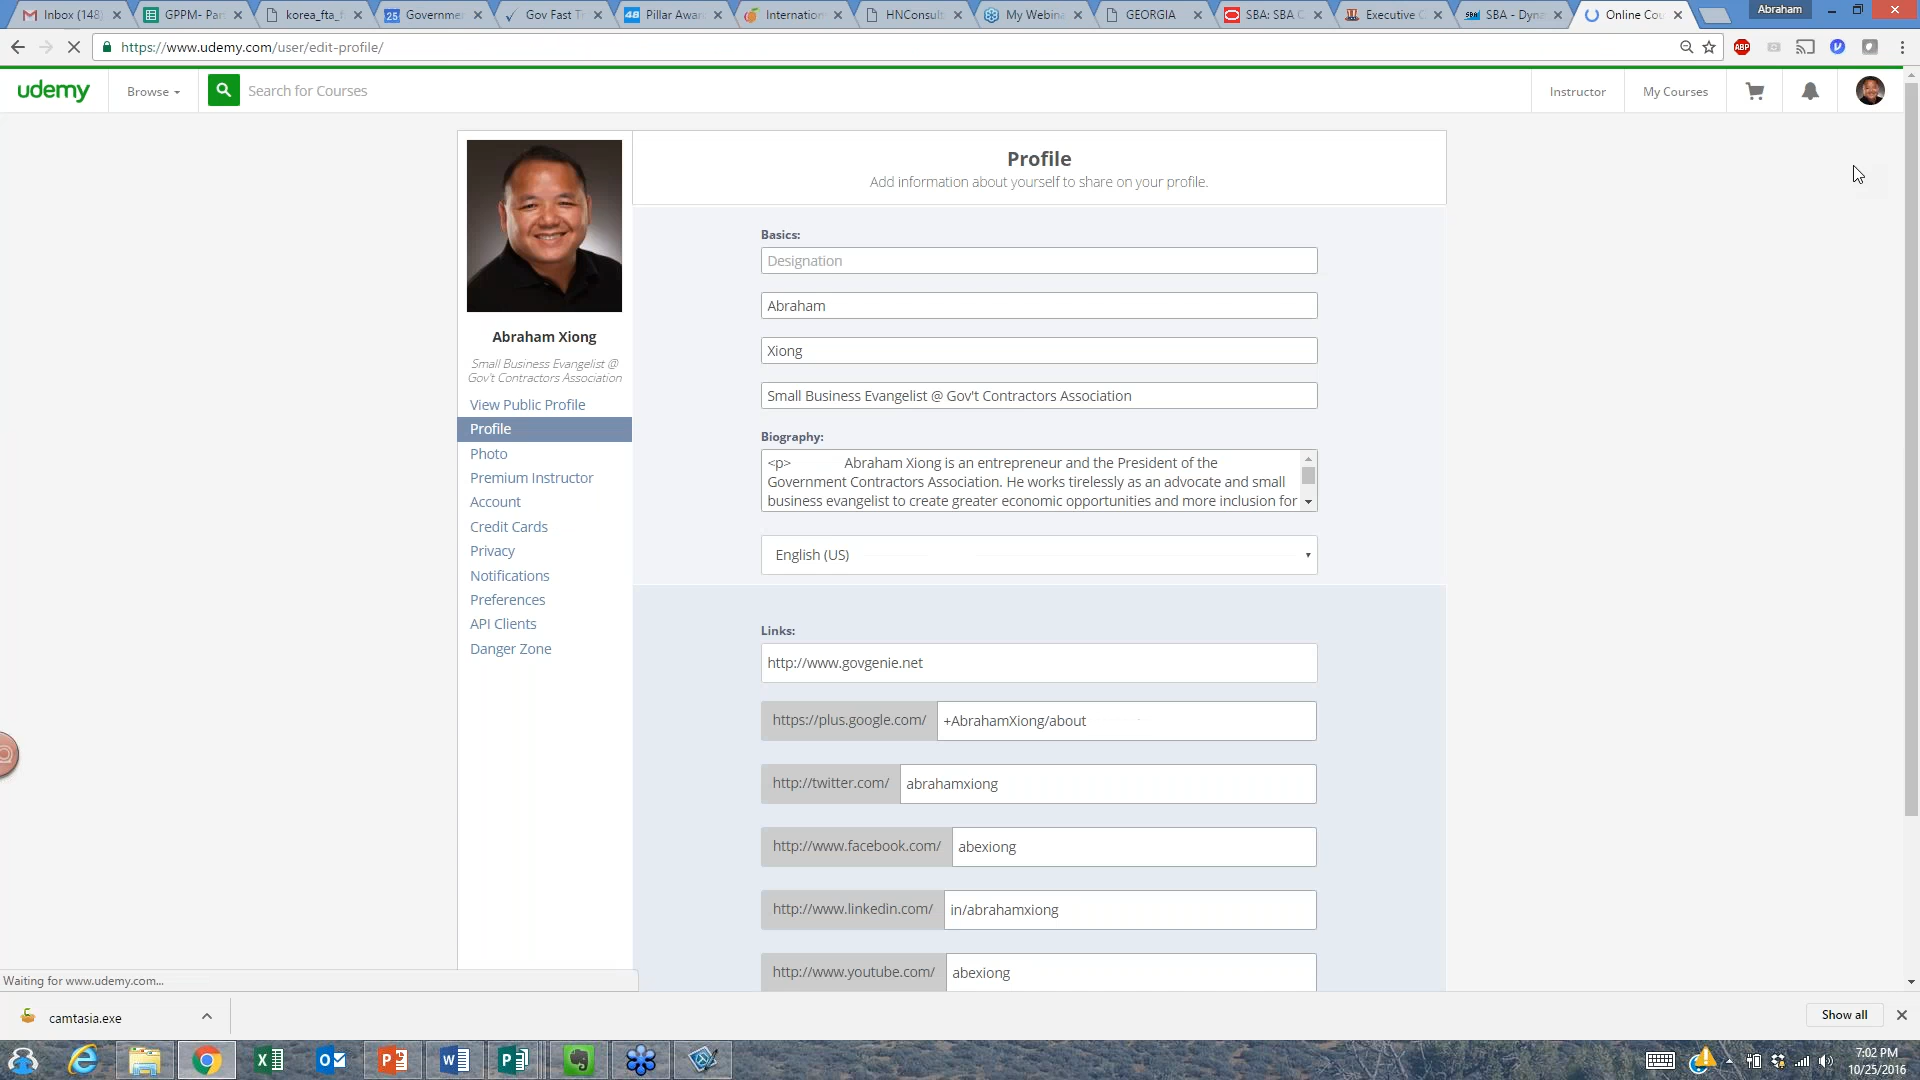 Inbox (148
GPPM- Par
korea_fta_
Governme
Gov Fast T
Pillar Awar
Internation
HNConsult
My Webina
GEORGIA
SBA: SBA C
Executive C
SBA - Dyna
Online Cou
Abraham
https://www.udemy.com/user/edit-profile/
ABP
udemy
Browse
Search for Courses
Instructor
My Courses
Profile
Add information about yourself to share on your profile.
Abraham Xiong
Small Business Evangelist @
Gov't Contractors Association
View Public Profile
Profile
Photo
Premium Instructor
Account
Credit Cards
Privacy
Notifications
Preferences
API Clients
Danger Zone
Basics:
Designation
Abraham
Xiong
Small Business Evangelist @ Gov't Contractors Association
Biography:
<p> Abraham Xiong is an entrepreneur and the President of the
Government Contractors Association. He works tirelessly as an advocate and small
business evangelist to create greater economic opportunities and more inclusion for
English (US)
Links:
http://www.govgenie.net
https://plus.google.com/ +AbrahamXiong/about
http://twitter.com/ abrahamxiong
http://www.facebook.com/ abexiong
http://www.linkedin.com/ in/abrahamxiong
http://www.youtube.com/ abexiong
Waiting for www.udemy.com...
camtasia.exe
Show all
7:02 PM
10/25/2016